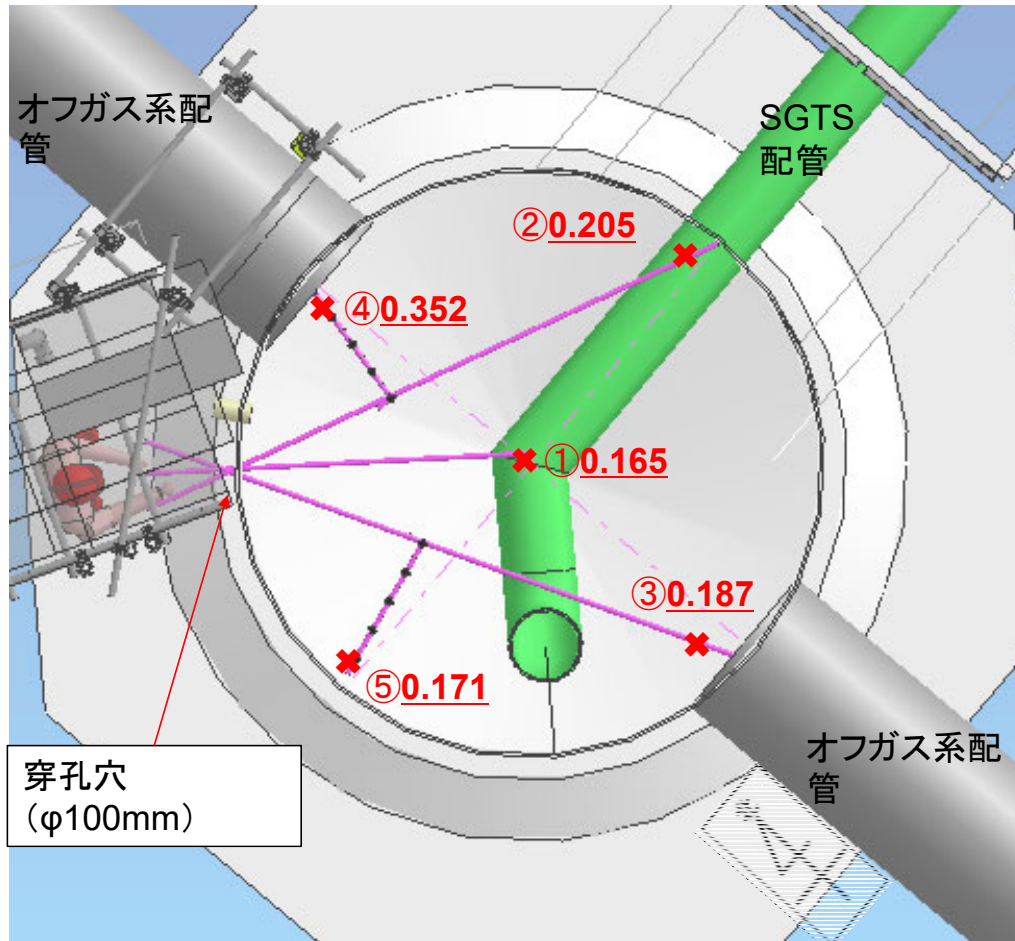 オフガス系配
管
SGTS
配管
②0.205
④0.352
①0.165
③0.187
⑤0.171
穿孔穴
（φ100mm）
オフガス系配
管